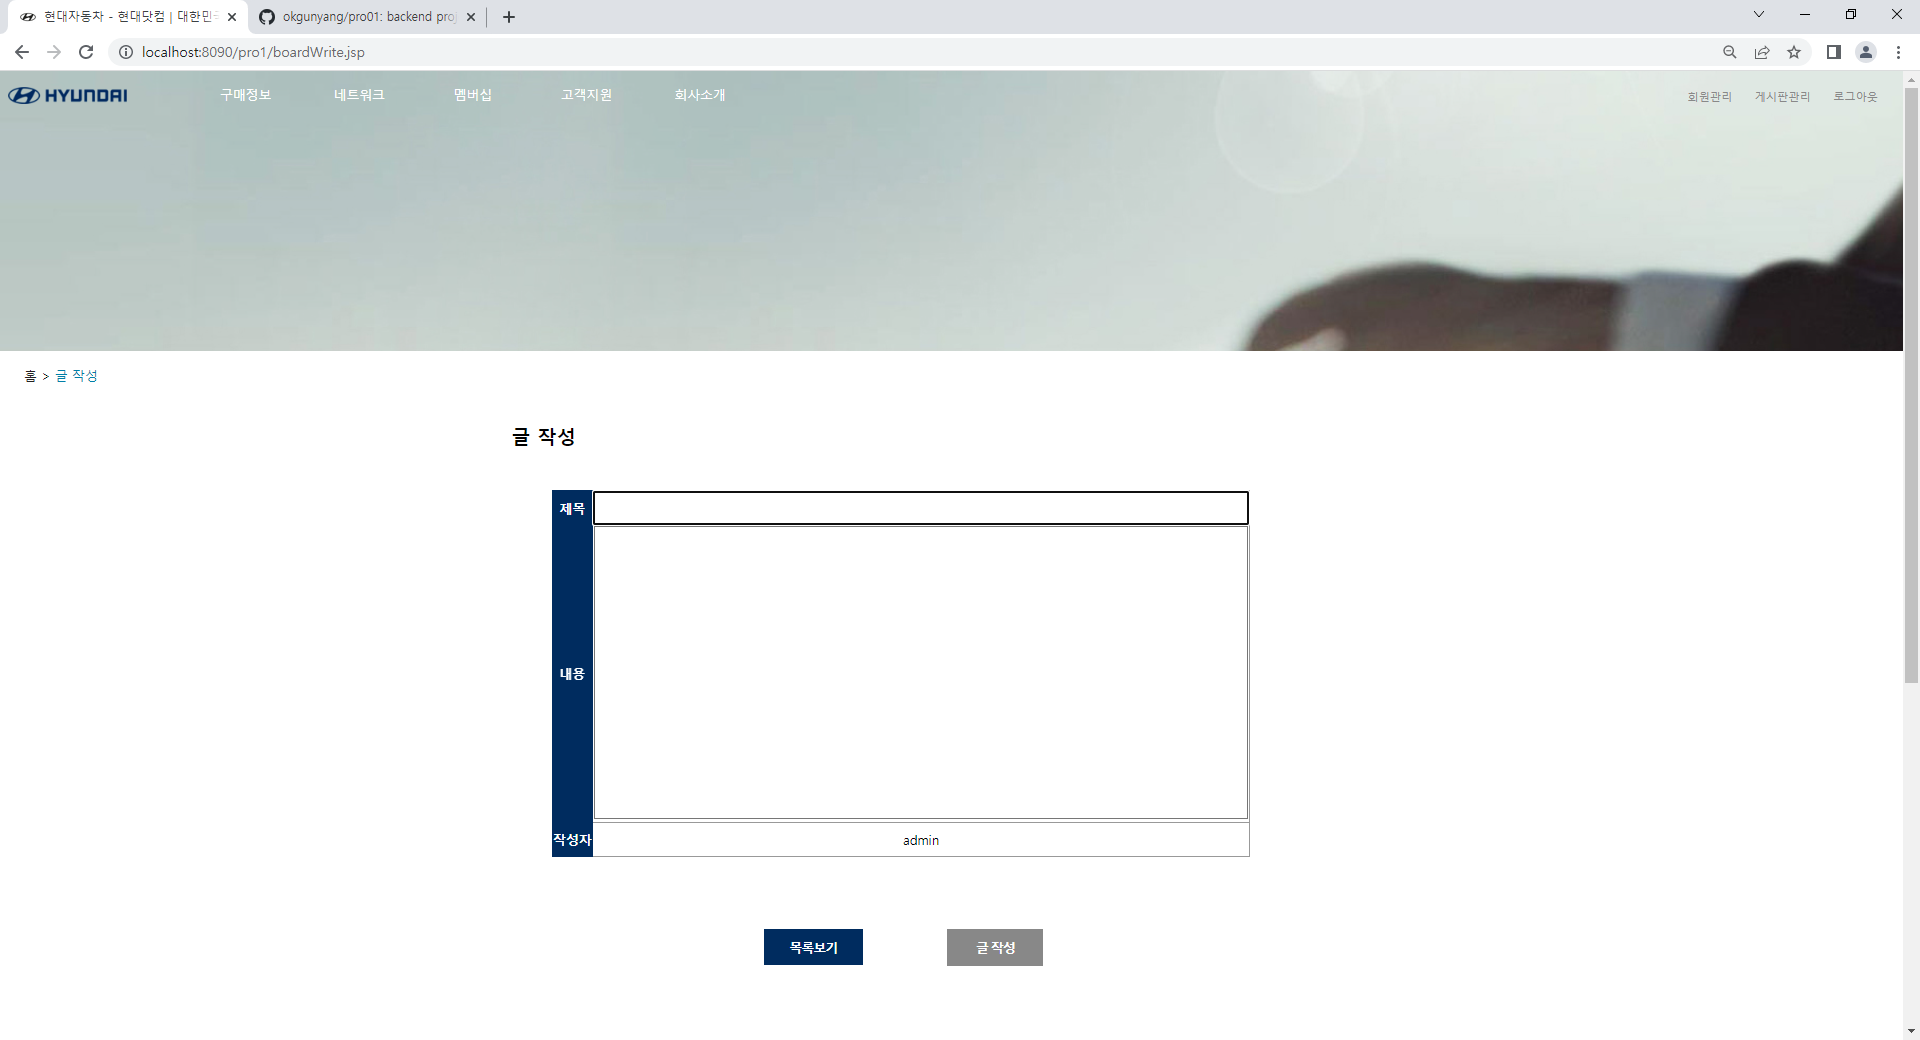 현대자동차 - 현대닷컴 | 대한민
okgunyang/pro01: backend pro
localhost:8090/pro1/boardWrite.jsp
HYUNDAI
구매정보
네트워크
멤버십
고객지원
회사소개
회원관리
게시판관리
로그아웃
홈 > 글 작성
글 작성
제목
내용
작성자
admin
목록보기
글 작성